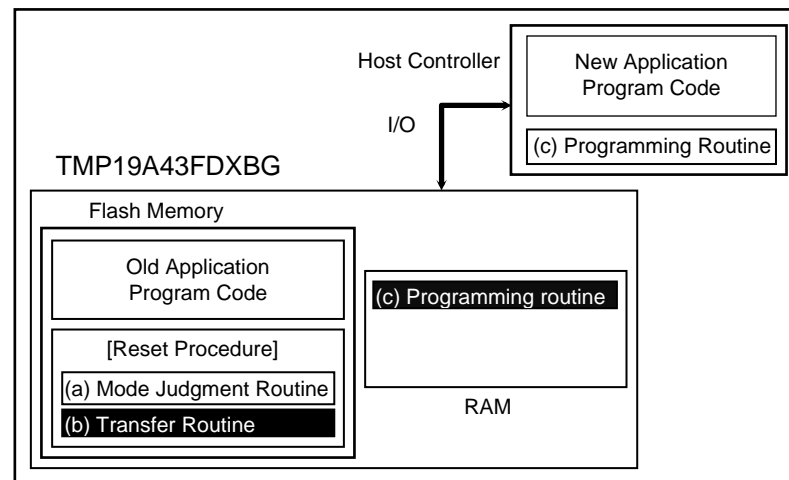 Host Controller
New Application
Program Code
I/O
(c) Programming Routine
TMP19A43FDXBG
Flash Memory
Old Application
Program Code
(c) Programming routine
[Reset Procedure]
(a) Mode Judgment Routine
(b) Transfer Routine
RAM